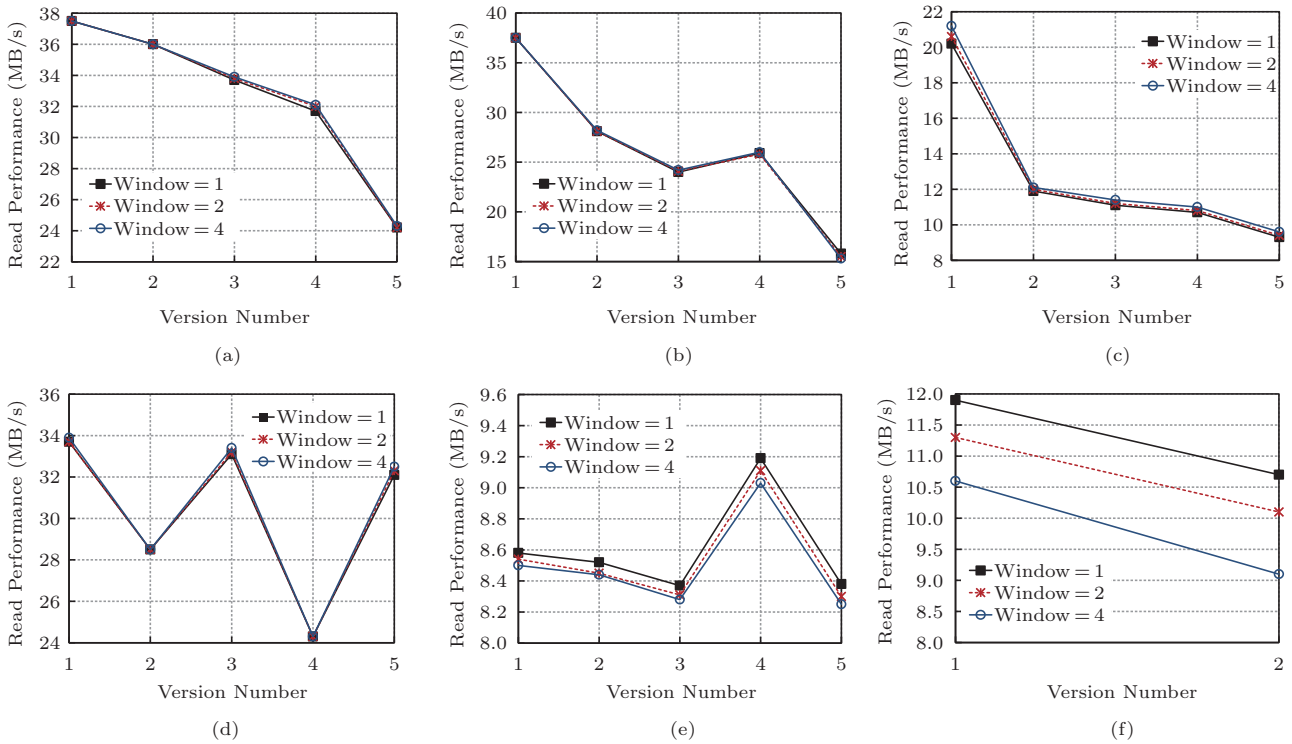 38
36
34
32
30
28
26
24
22
Read Performance (MB/s)
Window = 1
Window = 2
Window = 4
1 2 3 4 5
Version Number
(a)
40
35
30
25
20
15
Read Performance (MB/s)
Window = 1
Window = 2
Window = 4
1 2 3 4 5
Version Number
(b)
22
20
18
16
14
12
10
8
Read Performance (MB/s)
Window = 1
Window = 2
Window = 4
1 2 3 4 5
Version Number
(c)
36
34
32
30
28
26
24
Read Performance (MB/s)
Window = 1
Window = 2
Window = 4
1 2 3 4 5
Version Number
(d)
9.6
9.4
9.2
9.0
8.8
8.6
8.4
8.2
8.0
Read Performance (MB/s)
Window = 1
Window = 2
Window = 4
1 2 3 4 5
Version Number
(e)
12.0
11.5
11.0
10.5
10.0
9.5
9.0
8.5
8.0
Read Performance (MB/s)
Window = 1
Window = 2
Window = 4
1 2
Version Number
(f)